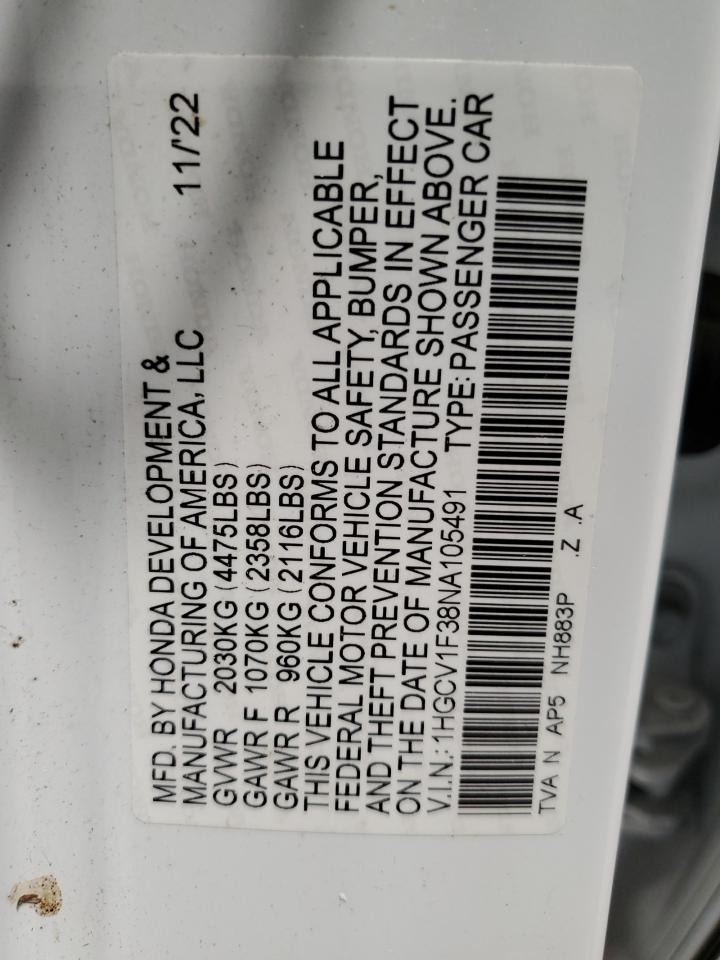 MFD. BY HONDA DEVELOPMENT & 11/'22
MANUFACTURING OF AMERICA, LLC
GVWR 2030KG (4475LBS)
GAWR F 1070KG (2358LBS)
GAWR R 960KG (2116LBS)
THIS VEHICLE CONFORMS TO ALL APPLICABLE
FEDERAL MOTOR VEHICLE SAFETY, BUMPER,
AND THEFT PREVENTION STANDARDS IN EFFECT
ON THE DATE OF MANUFACTURE SHOWN ABOVE.
V.I.N.: 1HGCV1F38NA105491 TYPE: PASSENGER CAR
TVA N AP5 NH883P .Z .A